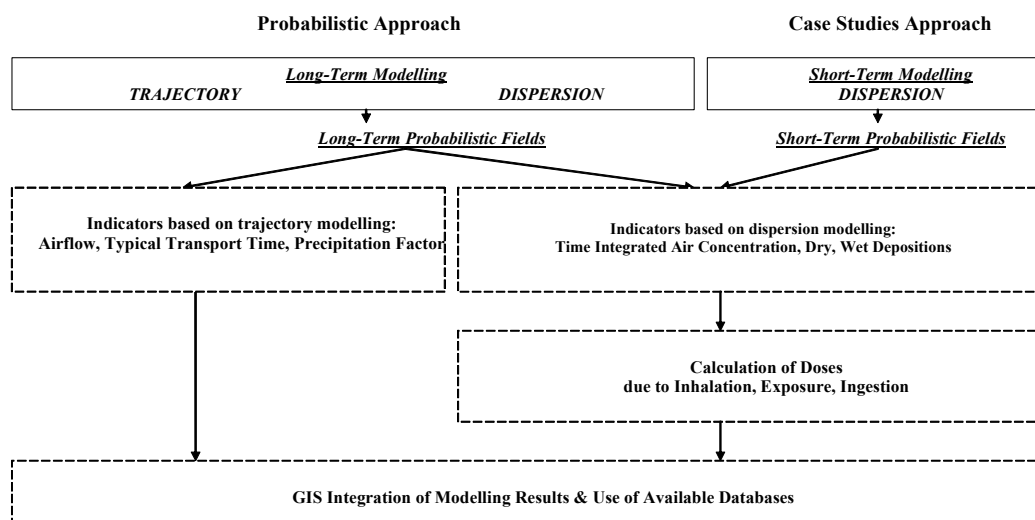 Probabilistic Approach
Case Studies Approach
Long-Term Modelling
TRAJECTORY DISPERSION
Short-Term Modelling
DISPERSION
Long-Term Probabilistic Fields
Short-Term Probabilistic Fields
Indicators based on trajectory modelling:
Airflow, Typical Transport Time, Precipitation Factor
Indicators based on dispersion modelling:
Time Integrated Air Concentration, Dry, Wet Depositions
Calculation of Doses
due to Inhalation, Exposure, Ingestion
GIS Integration of Modelling Results & Use of Available Databases